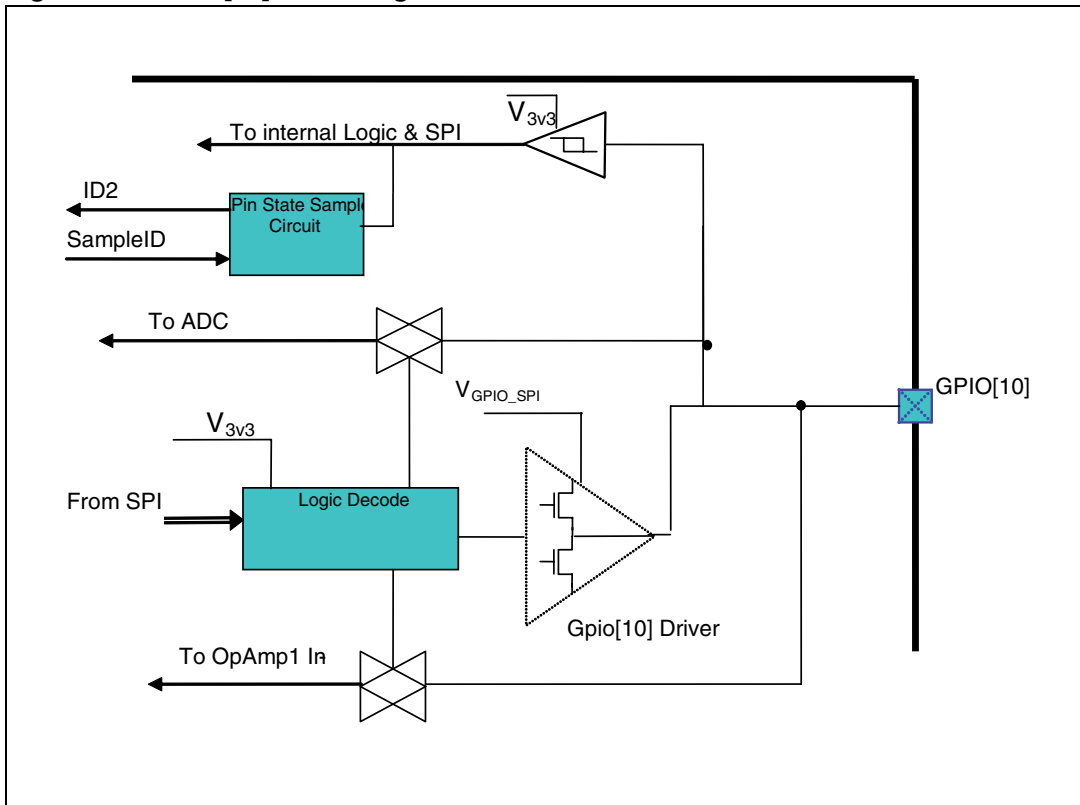 V3v3
To internal Logic & SPI
ID2
Pin State Sampl
Circuit
SampleID
To ADC
VGPIO_SPI
GPIO[10]
V3v3
From SPI
Logic Decode
Gpio[10] Driver
To OpAmp1 In-